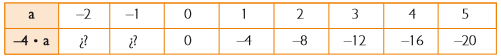 a –2 –1 0 1 2 3 4 5
–4 • a ¿? ¿? 0 –4 –8 –12 –16 –20